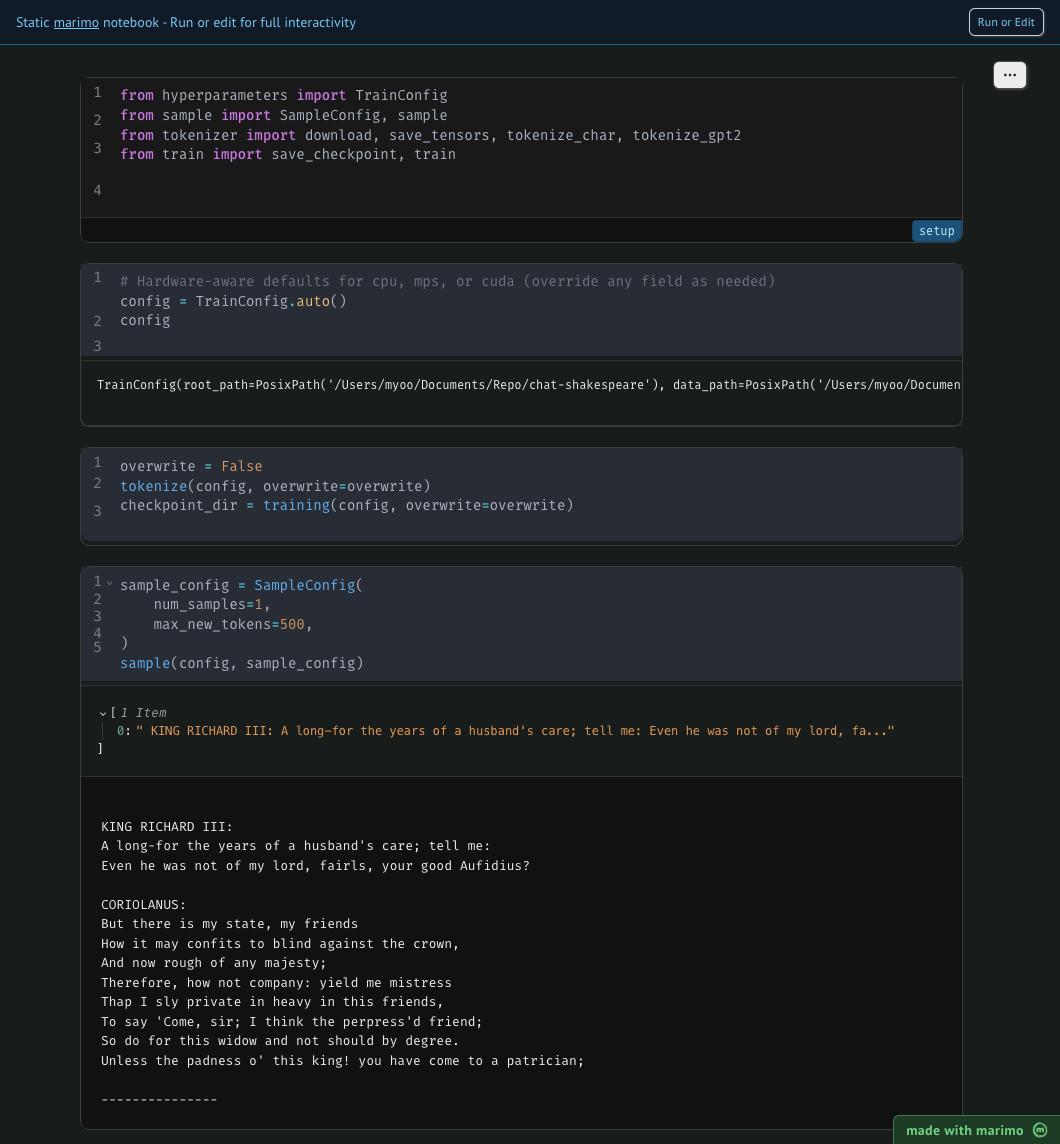 Static marimo notebook - Run or edit for full interactivity
Run or Edit
1 from hyperparameters import TrainConfig
2 from sample import SampleConfig, sample
3 from tokenizer import download, save_tensors, tokenize_char, tokenize_gpt2
4 from train import save_checkpoint, train
setup
1 # Hardware-aware defaults for cpu, mps, or cuda (override any field as needed)
2 config = TrainConfig.auto()
3 config
TrainConfig(root_path=PosixPath('/Users/myoo/Documents/Repo/chat-shakespeare'), data_path=PosixPath('/Users/myoo/Documen
1 overwrite = False
2 tokenize(config, overwrite=overwrite)
3 checkpoint_dir = training(config, overwrite=overwrite)
1 sample_config = SampleConfig(
2     num_samples=1,
3     max_new_tokens=500,
4 )
5 sample(config, sample_config)
[ 1 Item
0: " KING RICHARD III: A long-for the years of a husband's care; tell me: Even he was not of my lord, fa..."
]
KING RICHARD III:
A long-for the years of a husband's care; tell me:
Even he was not of my lord, fairls, your good Aufidius?
CORIOLANUS:
But there is my state, my friends
How it may confits to blind against the crown,
And now rough of any majesty;
Therefore, how not company: yield me mistress
Thap I sly private in heavy in this friends,
To say 'Come, sir; I think the perpress'd friend;
So do for this widow and not should by degree.
Unless the padness o' this king! you have come to a patrician;
---------------
made with marimo